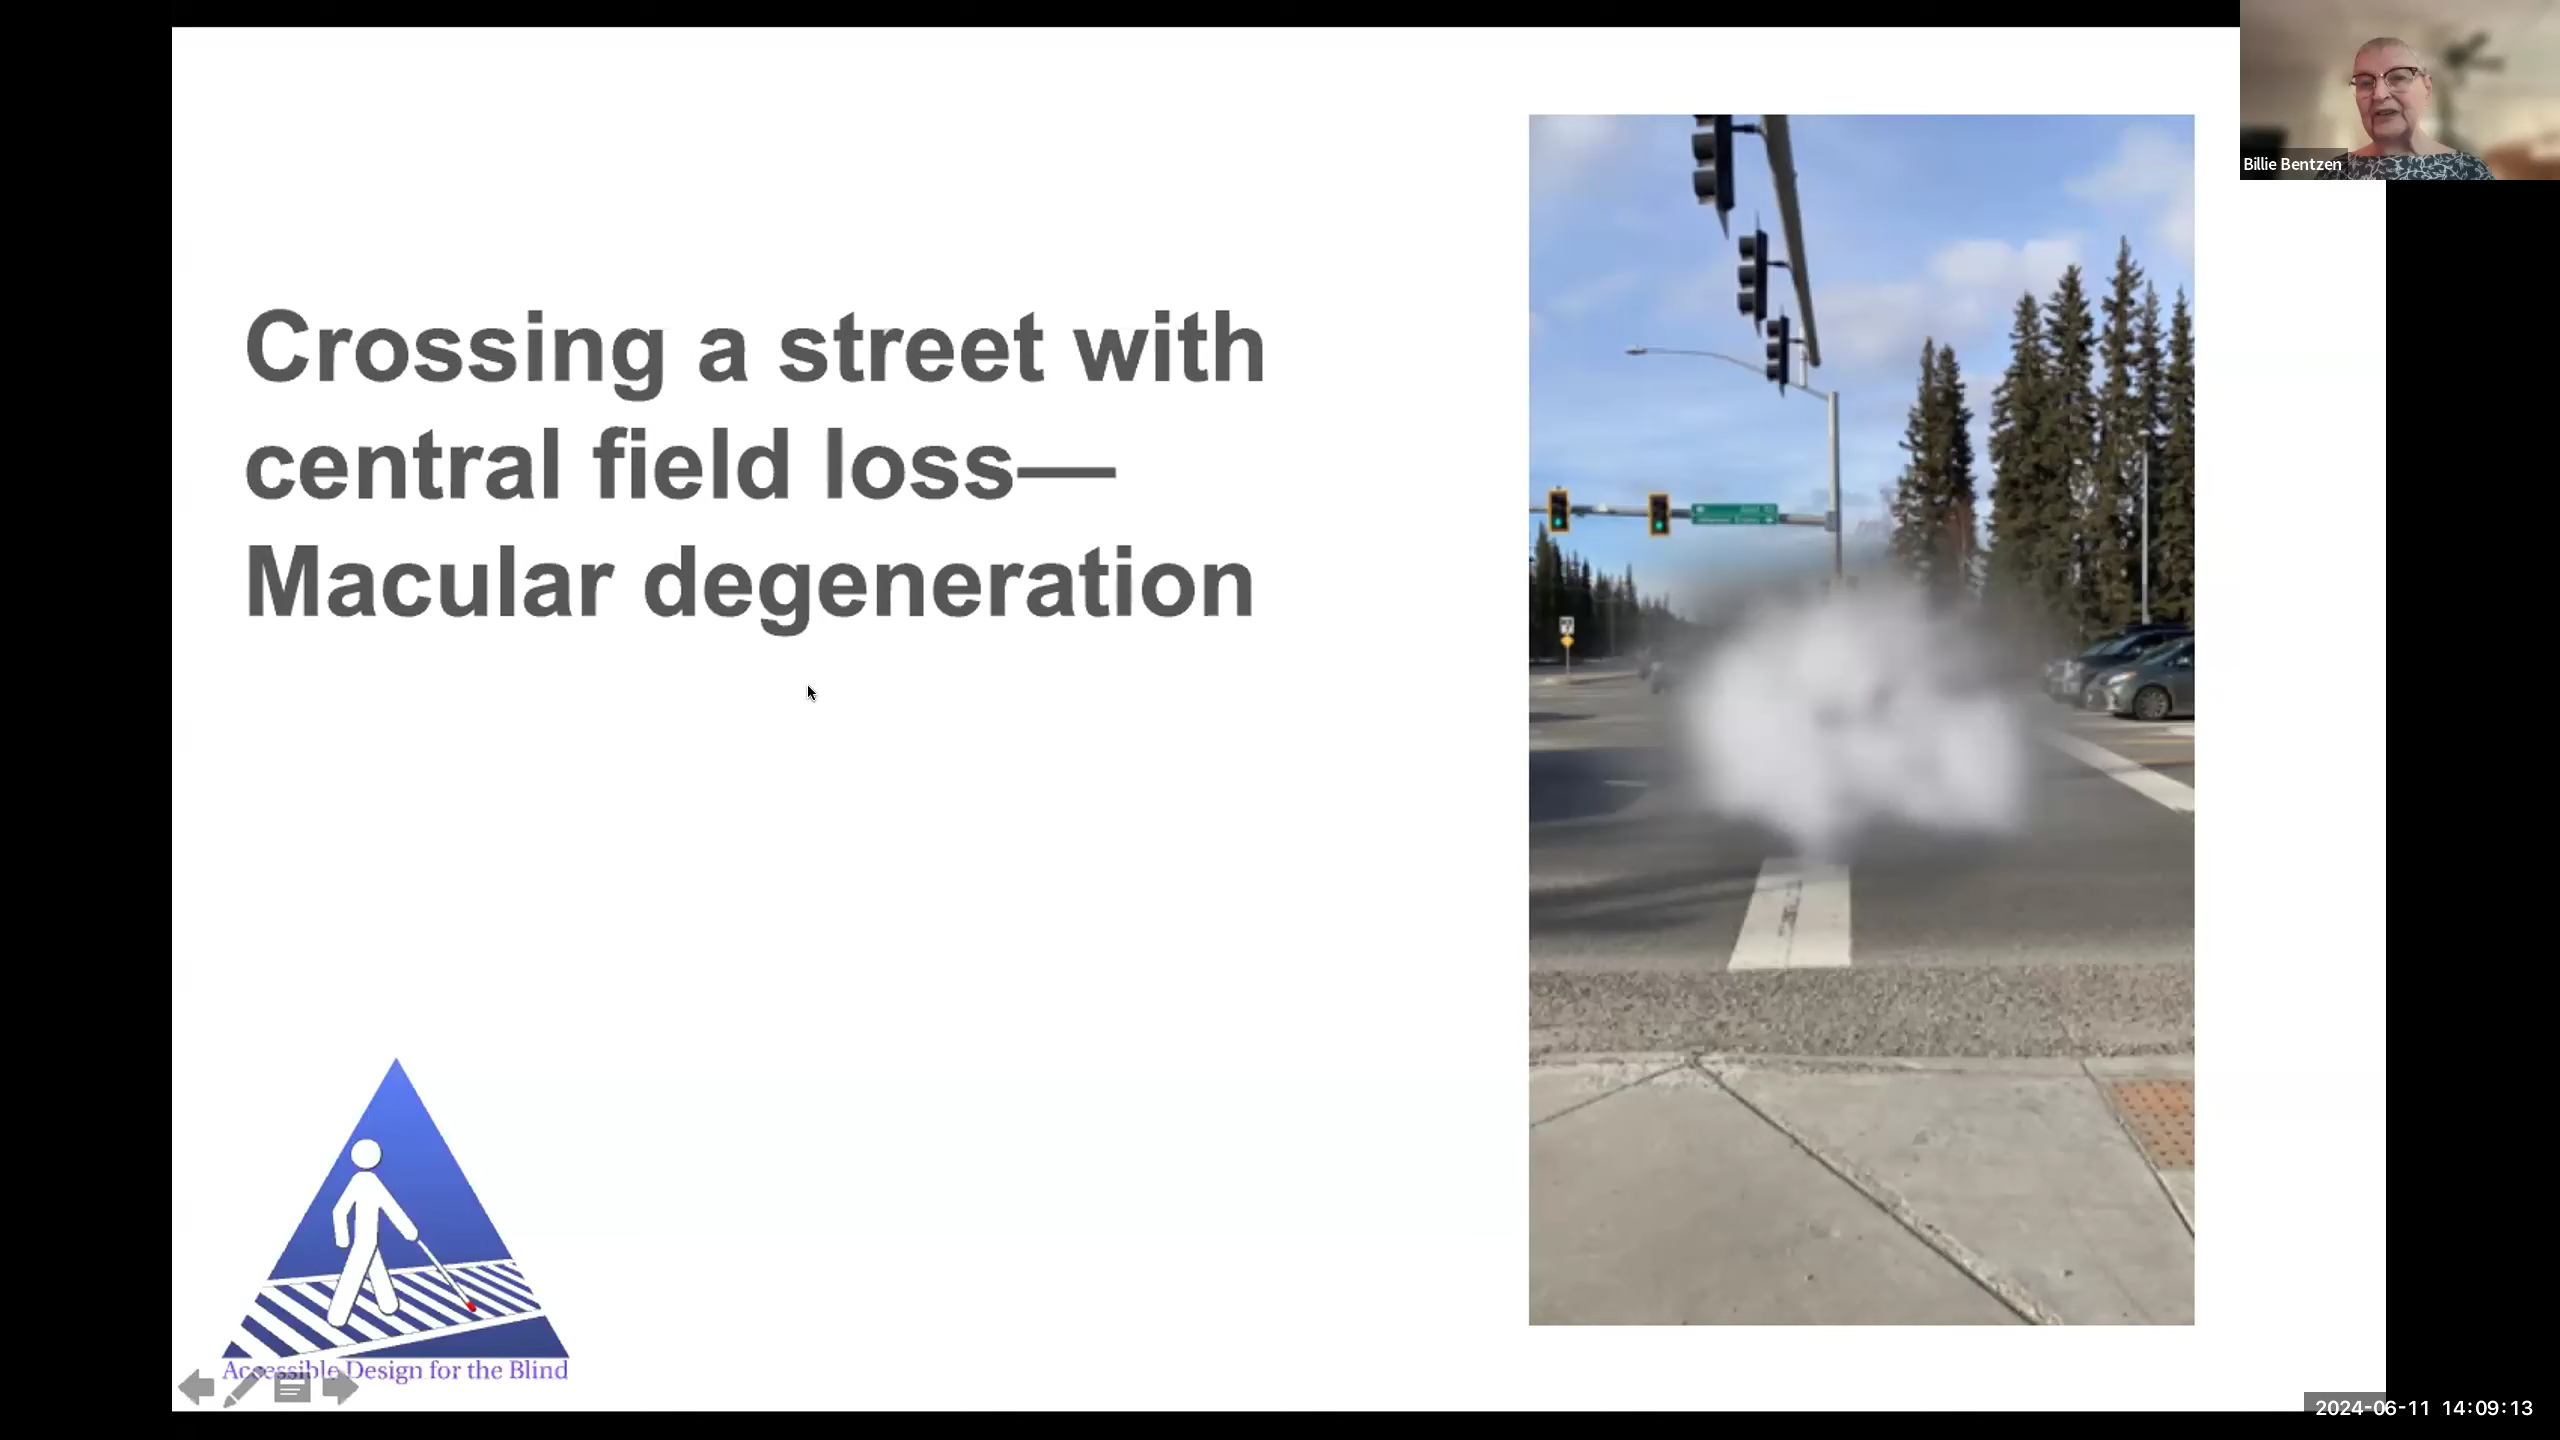 Billie Bentzen
Crossing a street with
central field loss—
Macular degeneration
Accessible Design for the Blind
2024-06-11 14:09:13